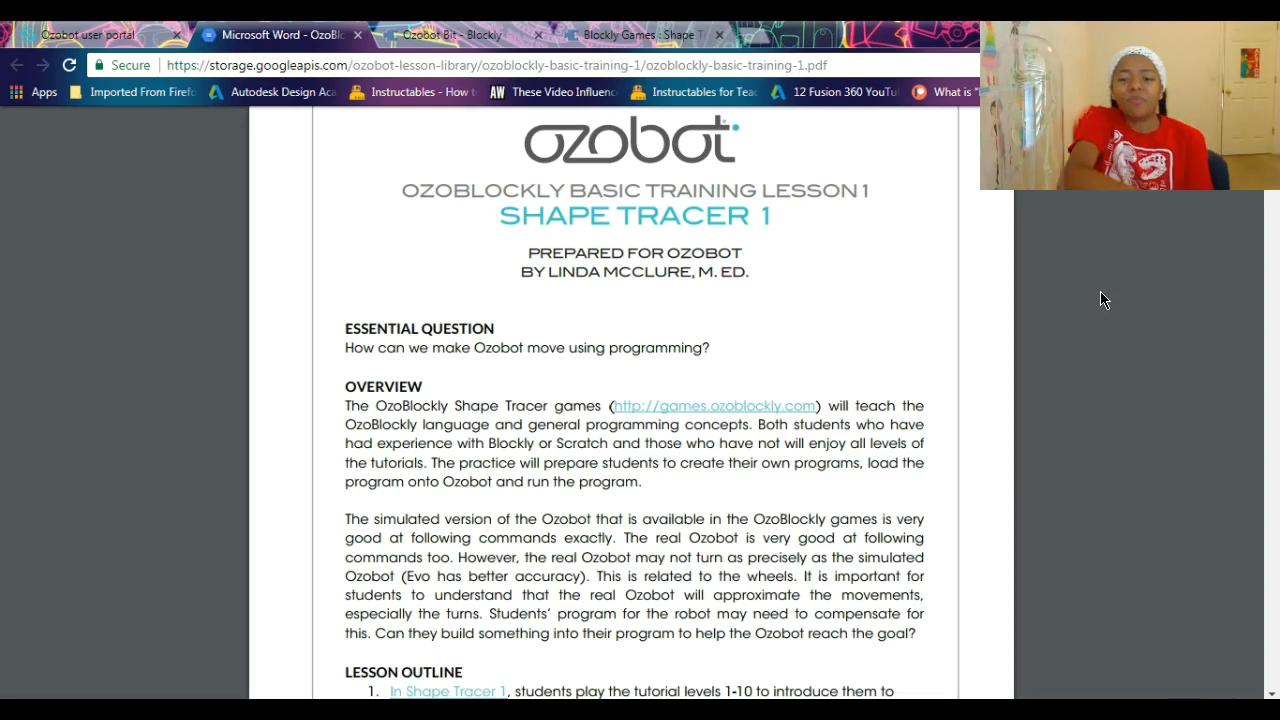 Ozobot user portal
Microsoft Word - OzoBlc
Ozobot Bit - Blockly
Blockly Games : Shape T
Secure
https://storage.googleapis.com/ozobot-lesson-library/ozoblockly-basic-training-1/ozoblockly-basic-training-1.pdf
Apps Imported From Firefo Autodesk Design Aca Instructables - How t AW These Video Influenc Instructables for Teac 12 Fusion 360 YouTu What is "
ozobot
OZOBLOCKLY BASIC TRAINING LESSON 1
SHAPE TRACER 1
PREPARED FOR OZOBOT
BY LINDA MCCLURE, M. ED.
ESSENTIAL QUESTION
How can we make Ozobot move using programming?
OVERVIEW
The OzoBlockly Shape Tracer games (http://games.ozoblockly.com) will teach the
OzoBlockly language and general programming concepts. Both students who have
had experience with Blockly or Scratch and those who have not will enjoy all levels of
the tutorials. The practice will prepare students to create their own programs, load the
program onto Ozobot and run the program.
The simulated version of the Ozobot that is available in the OzoBlockly games is very
good at following commands exactly. The real Ozobot is very good at following
commands too. However, the real Ozobot may not turn as precisely as the simulated
Ozobot (Evo has better accuracy). This is related to the wheels. It is important for
students to understand that the real Ozobot will approximate the movements,
especially the turns. Students' program for the robot may need to compensate for
this. Can they build something into their program to help the Ozobot reach the goal?
LESSON OUTLINE
1. In Shape Tracer 1, students play the tutorial levels 1-10 to introduce them to